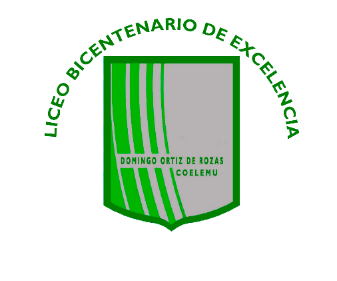 LICEO BICENTENARIO DE EXCELENCIA
DOMINGO ORTIZ DE ROZAS
COELEMU